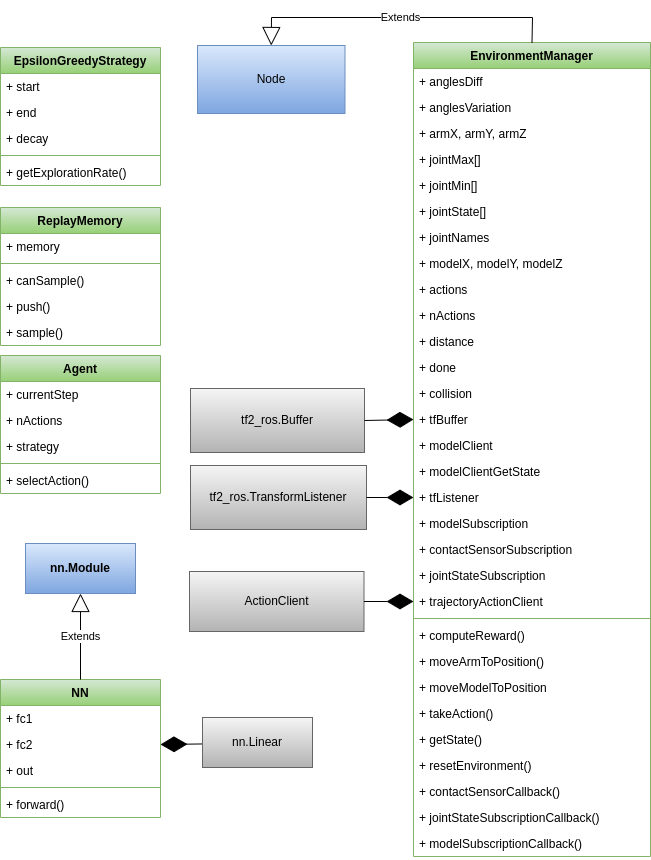 Extends
EpsilonGreedyStrategy
+ start
+ end
+ decay
+ getExplorationRate()
Node
ReplayMemory
+ memory
+ canSample()
+ push()
+ sample()
Agent
+ currentStep
+ nActions
+ strategy
+ selectAction()
nn.Module
Extends
NN
+ fc1
+ fc2
+ out
+ forward()
nn.Linear
tf2_ros.Buffer
tf2_ros.TransformListener
ActionClient
EnvironmentManager
+ anglesDiff
+ anglesVariation
+ armX, armY, armZ
+ jointMax[]
+ jointMin[]
+ jointState[]
+ jointNames
+ modelX, modelY, modelZ
+ actions
+ nActions
+ distance
+ done
+ collision
+ tfBuffer
+ modelClient
+ modelClientGetState
+ tfListener
+ modelSubscription
+ contactSensorSubscription
+ jointStateSubscription
+ trajectoryActionClient
+ computeReward()
+ moveArmToPosition()
+ moveModelToPosition
+ takeAction()
+ getState()
+ resetEnvironment()
+ contactSensorCallback()
+ jointStateSubscriptionCallback()
+ modelSubscriptionCallback()